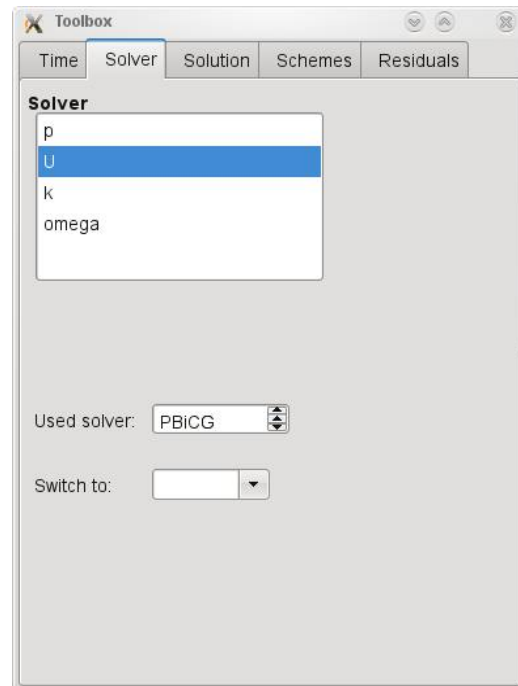 Toolbox
Time Solver Solution Schemes Residuals
Solver
p
U
k
omega
Used solver: PBiCG
Switch to: